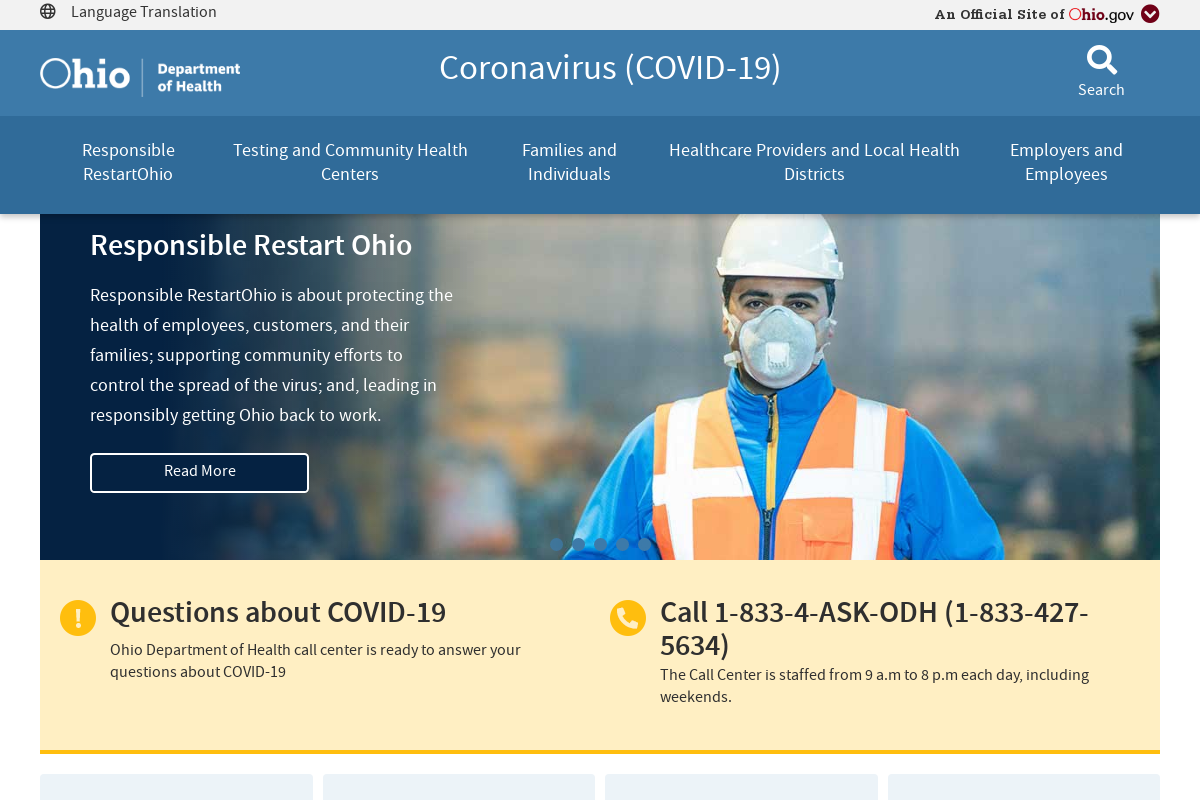 Language Translation
An Official Site of Ohio.gov
Ohio
Department
of Health
Coronavirus (COVID-19)
Search
Responsible
RestartOhio
Testing and Community Health
Centers
Families and
Individuals
Healthcare Providers and Local Health
Districts
Employers and
Employees
Responsible Restart Ohio
Responsible RestartOhio is about protecting the
health of employees, customers, and their
families; supporting community efforts to
control the spread of the virus; and, leading in
responsibly getting Ohio back to work.
Read More
Questions about COVID-19
Ohio Department of Health call center is ready to answer your
questions about COVID-19
Call 1-833-4-ASK-ODH (1-833-427-
5634)
The Call Center is staffed from 9 a.m to 8 p.m each day, including
weekends.